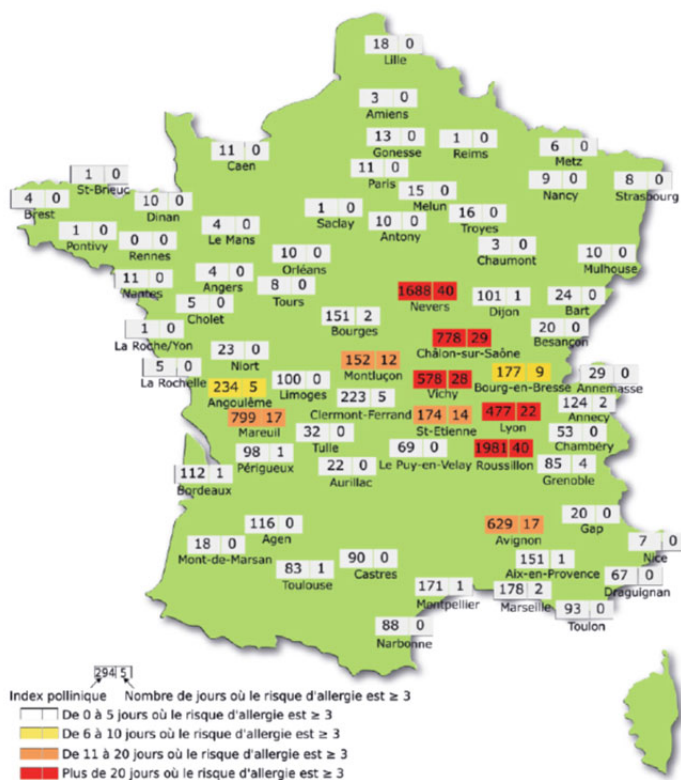 18 0
Lille
3 0
Amiens
13 0
Gonesse
1 0
Reims
6 0
Metz
11 0
Caen
11 0
Paris
9 0
Nancy
8 0
Strasbourg
1 0
St-Brieuc
4 0
Brest
10 0
Dinan
15 0
Melun
1 0
Saclay
10 0
Antony
16 0
Troyes
1 0
Pontivy
0 0
Rennes
4 0
Le Mans
3 0
Chaumont
10 0
Mulhouse
10 0
Orléans
11 0
Nantes
4 0
Angers
8 0
Tours
1688 40
Nevers
101 1
Dijon
24 0
Bart
5 0
Cholet
151 2
Bourges
20 0
Besançon
1 0
La Roche/Yon
778 29
Châlon-sur-Saône
23 0
Niort
152 12
Montluçon
5 0
La Rochelle
177 9
Bourg-en-Bresse
29 0
Annemasse
234 5
Angoulême
100 0
Limoges
578 28
Vichy
223 5
Clermont-Ferrand
124 2
Annecy
799 17
Mareuil
174 14
St-Etienne
477 22
Lyon
32 0
Tulle
53 0
Chambéry
98 1
Périgueux
69 0
Le Puy-en-Velay
1981 40
Roussillon
112 1
Bordeaux
22 0
Aurillac
85 4
Grenoble
116 0
Agen
629 17
Avignon
20 0
Gap
18 0
Mont-de-Marsan
7 0
Nice
83 1
Toulouse
90 0
Castres
151 1
Aix-en-Provence
67 0
Draguignan
171 1
Montpellier
178 2
Marseille
93 0
Toulon
88 0
Narbonne
294 5
Index pollinique Nombre de jours où le risque d'allergie est ≥ 3
De 0 à 5 jours où le risque d'allergie est ≥ 3
De 6 à 10 jours où le risque d'allergie est ≥ 3
De 11 à 20 jours où le risque d'allergie est ≥ 3
Plus de 20 jours où le risque d'allergie est ≥ 3